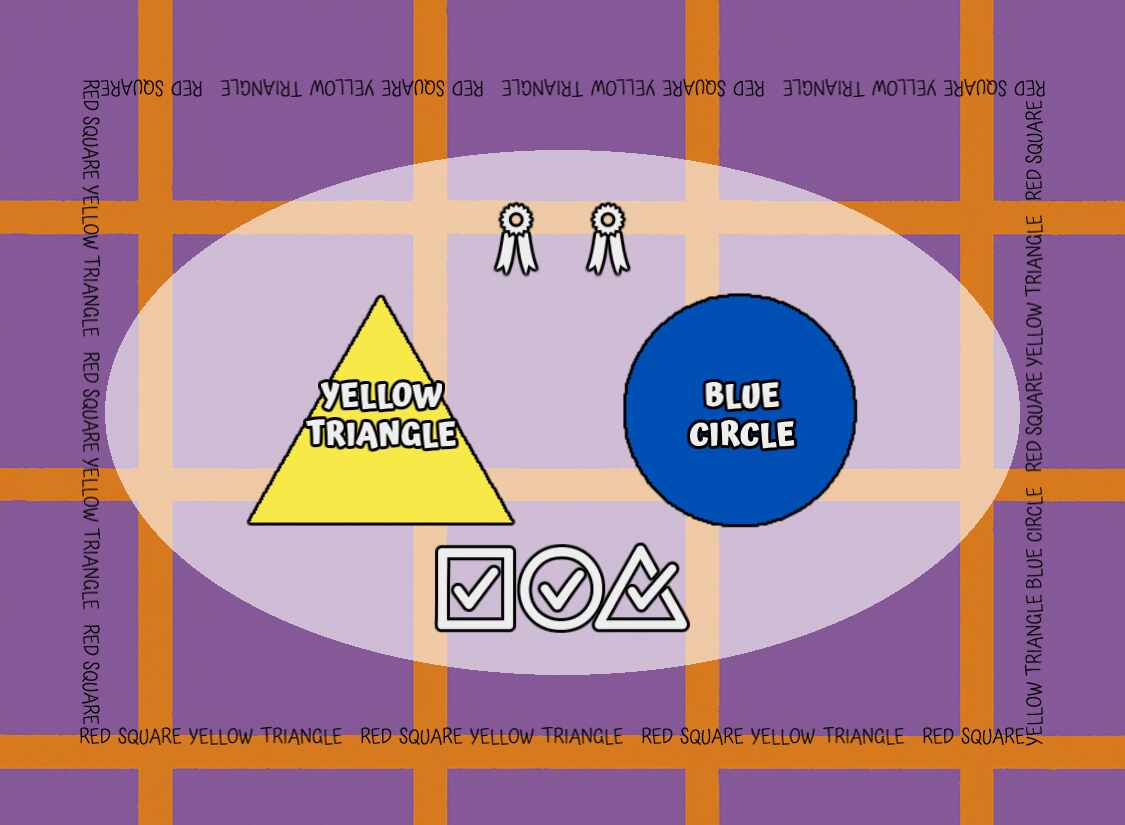 RED SQUARE YELLOW TRIANGLE RED SQUARE YELLOW TRIANGLE RED SQUARE YELLOW TRIANGLE RED SQUARE
RED SQUARE YELLOW TRIANGLE RED SQUARE YELLOW TRIANGLE RED SQUARE
YELLOW
TRIANGLE
BLUE
CIRCLE
RED SQUARE YELLOW TRIANGLE RED SQUARE YELLOW TRIANGLE RED SQUARE YELLOW TRIANGLE RED SQUARE
YELLOW TRIANGLE BLUE CIRCLE RED SQUARE YELLOW TRIANGLE RED SQUARE